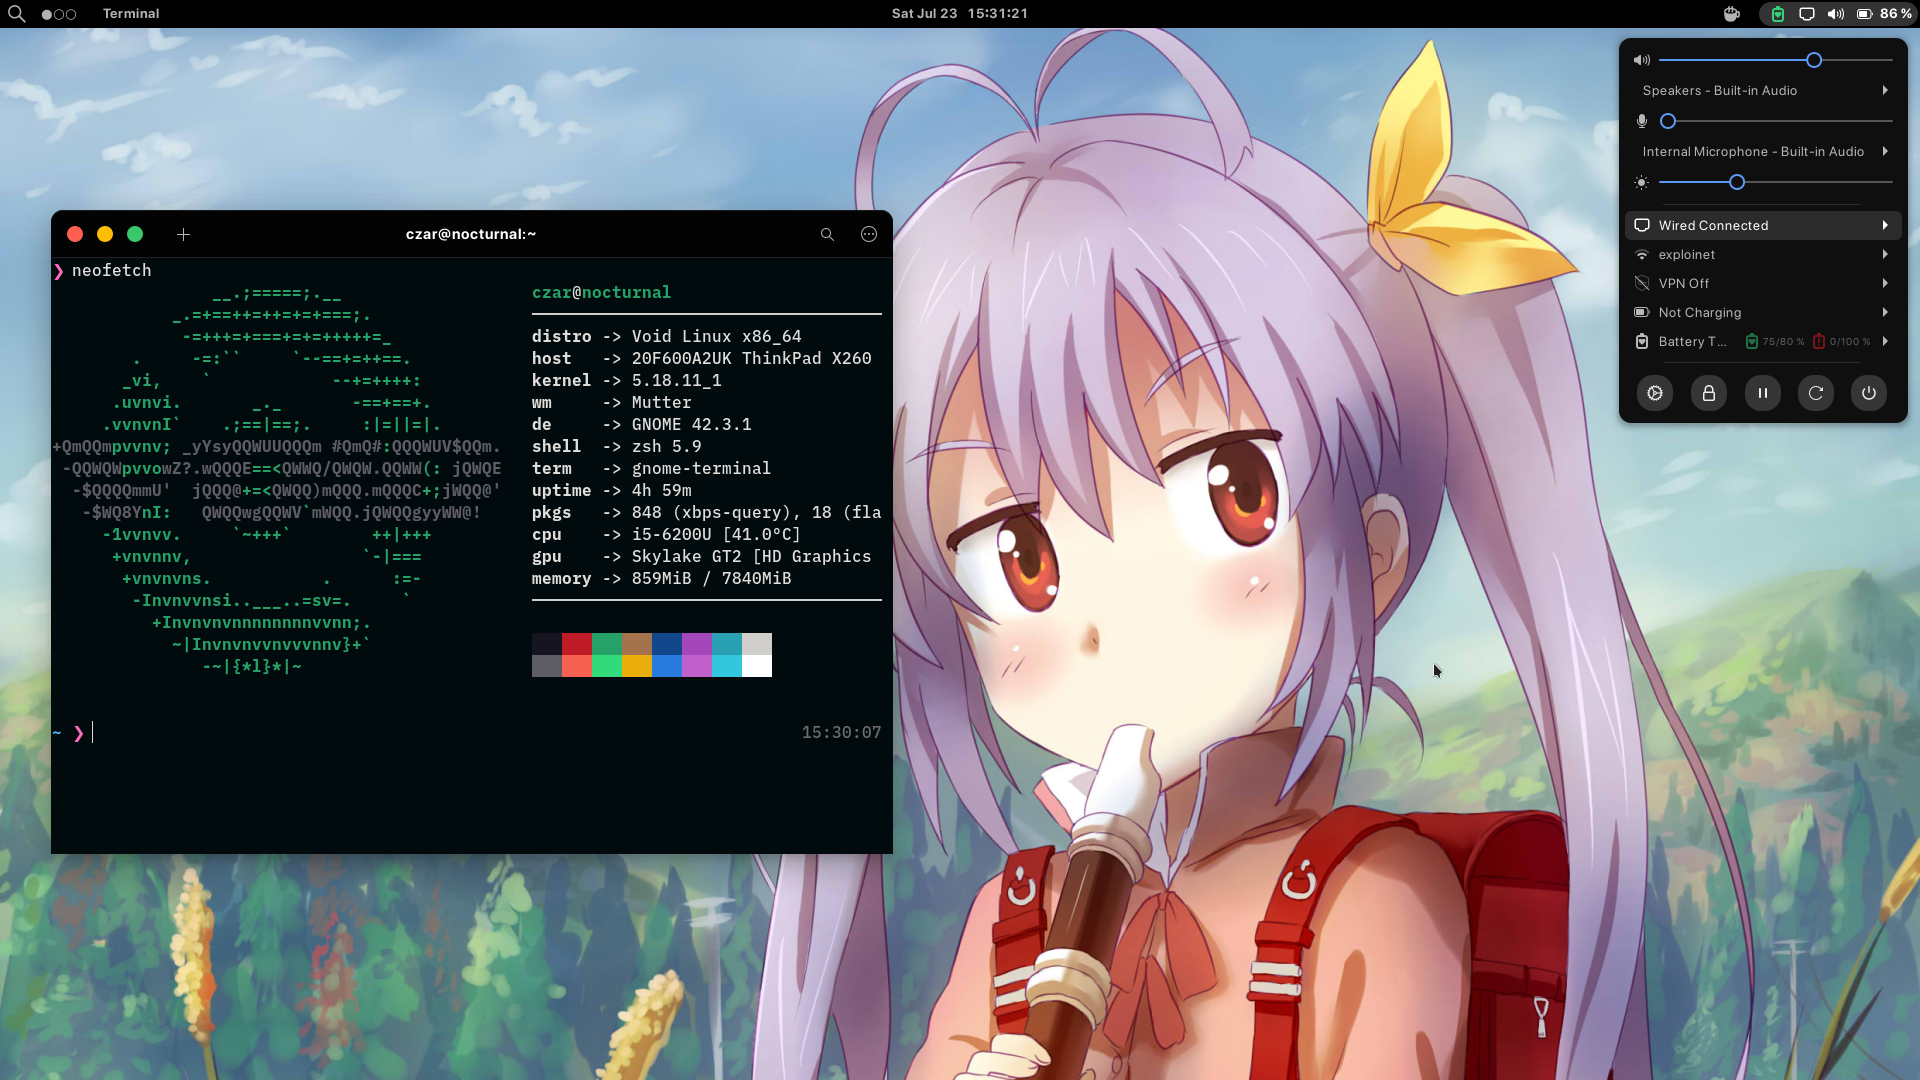 Terminal
Sat Jul 23 15:31:21
86 %
czar@nocturnal:~
❯ neofetch
__.;=====;.__
_.=+==++=++=+=+===;.
-=+++=+===+=+=+++++=_
. -=:`` `--==+=++==.
_vi, ` --+=++++:
.uvnvi. _._ -==+==+.
.vvnvnI` .;==|==;. :|=||=|.
+QmQQmpvvnv; _yYsyQQWUUQQQm #QmQ#:QQQWUV$QQm.
-QQWQWpvvowZ?.wQQQE==<QWWQ/QWQW.QQWW(: jQWQE
-$QQQQmmU' jQQQ@+=<QWQQ)mQQQ.mQQQC+;jWQQ@'
-$WQ8YnI: QWQQwgQQWV`mWQQ.jQWQQgyyWW@!
-1vvnvv. `~+++` ++|+++
+vnvnnv, `-|===
+vnvnvns. . :=-
-Invnvvnsi..___..=sv=. `
+Invnvnvnnnnnnnnvvnn;.
~|Invnvnvvnvvvnnv}+`
-~|{*l}*|~
czar@nocturnal
distro -> Void Linux x86_64
host -> 20F600A2UK ThinkPad X260
kernel -> 5.18.11_1
wm -> Mutter
de -> GNOME 42.3.1
shell -> zsh 5.9
term -> gnome-terminal
uptime -> 4h 59m
pkgs -> 848 (xbps-query), 18 (fla
cpu -> i5-6200U [41.0°C]
gpu -> Skylake GT2 [HD Graphics
memory -> 859MiB / 7840MiB
~ ❯ 15:30:07
Speakers - Built-in Audio
Internal Microphone - Built-in Audio
Wired Connected
exploinet
VPN Off
Not Charging
Battery T... 75/80 % 0/100 %